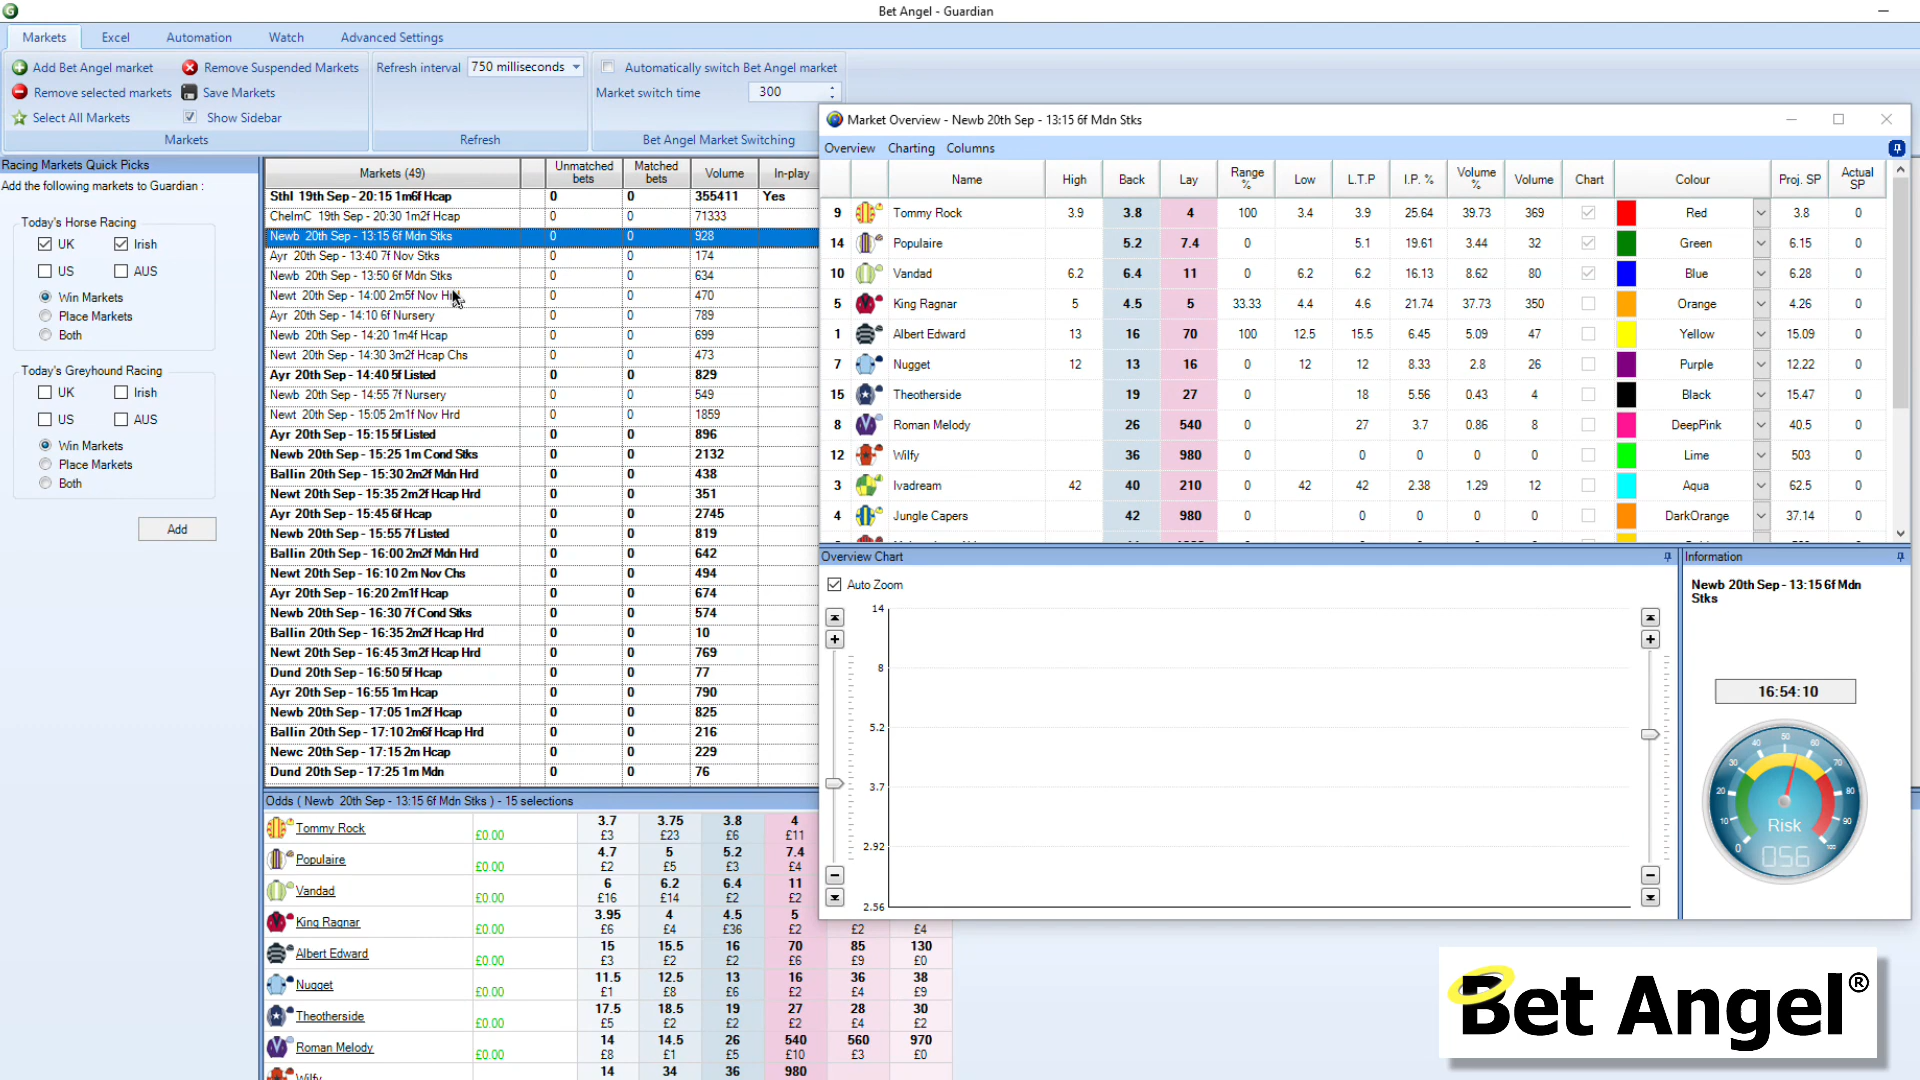 Bet Angel - Guardian
Markets Excel Automation Watch Advanced Settings
Add Bet Angel market Remove Suspended Markets Refresh interval 750 milliseconds Automatically switch Bet Angel market
Remove selected markets Save Markets Market switch time 300
Select All Markets Show Sidebar
Markets Refresh Bet Angel Market Switching
Racing Markets Quick Picks
Add the following markets to Guardian :
Today's Horse Racing
UK Irish
US AUS
Win Markets
Place Markets
Both
Today's Greyhound Racing
UK Irish
US AUS
Win Markets
Place Markets
Both
Add
Markets (49) Unmatched bets Matched bets Volume In-play
Sthl 19th Sep - 20:15 1m6f Hcap 0 0 355411 Yes
ChelmC 19th Sep - 20:30 1m2f Hcap 0 0 71333
Newb 20th Sep - 13:15 6f Mdn Stks 0 0 928
Ayr 20th Sep - 13:40 7f Nov Stks 0 0 174
Newb 20th Sep - 13:50 6f Mdn Stks 0 0 634
Newt 20th Sep - 14:00 2m5f Nov 0 0 470
Ayr 20th Sep - 14:10 6f Nursery 0 0 789
Newb 20th Sep - 14:20 1m4f Hcap 0 0 699
Newt 20th Sep - 14:30 3m2f Hcap Chs 0 0 473
Ayr 20th Sep - 14:40 5f Listed 0 0 829
Newb 20th Sep - 14:55 7f Nursery 0 0 549
Newt 20th Sep - 15:05 2m1f Nov Hrd 0 0 1859
Ayr 20th Sep - 15:15 5f Listed 0 0 896
Newb 20th Sep - 15:25 1m Cond Stks 0 0 2132
Ballin 20th Sep - 15:30 2m2f Mdn Hrd 0 0 438
Newt 20th Sep - 15:35 2m2f Hcap Hrd 0 0 351
Ayr 20th Sep - 15:45 6f Hcap 0 0 2745
Newb 20th Sep - 15:55 7f Listed 0 0 819
Ballin 20th Sep - 16:00 2m2f Mdn Hrd 0 0 642
Newt 20th Sep - 16:10 2m Nov Chs 0 0 494
Ayr 20th Sep - 16:20 2m1f Hcap 0 0 674
Newb 20th Sep - 16:30 7f Cond Stks 0 0 574
Ballin 20th Sep - 16:35 2m2f Hcap Hrd 0 0 10
Newt 20th Sep - 16:45 3m2f Hcap Hrd 0 0 769
Dund 20th Sep - 16:50 5f Hcap 0 0 77
Ayr 20th Sep - 16:55 1m Hcap 0 0 790
Newb 20th Sep - 17:05 1m2f Hcap 0 0 825
Ballin 20th Sep - 17:10 2m6f Hcap Hrd 0 0 216
Newc 20th Sep - 17:15 2m Hcap 0 0 229
Dund 20th Sep - 17:25 1m Mdn 0 0 76
Odds ( Newb 20th Sep - 13:15 6f Mdn Stks ) - 15 selections
Tommy Rock £0.00 3.7 3.75 3.8 4
£3 £23 £6 £11
Populaire £0.00 4.7 5 5.2 7.4
£2 £5 £3 £4
Vandad £0.00 6 6.2 6.4 11
£16 £14 £2 £2
King Ragnar £0.00 3.95 4 4.5 5
£6 £4 £36 £2 £2 £4
Albert Edward £0.00 15 15.5 16 70 85 130
£3 £2 £2 £6 £9 £0
Nugget £0.00 11.5 12.5 13 16 36 38
£1 £8 £6 £2 £4 £9
Theotherside £0.00 17.5 18.5 19 27 28 30
£5 £2 £2 £2 £4 £2
Roman Melody £0.00 14 14.5 26 540 560 970
£8 £1 £5 £10 £3 £0
Wilfy 14 34 36 980
Market Overview - Newb 20th Sep - 13:15 6f Mdn Stks
Overview Charting Columns
Name High Back Lay Range % Low L.T.P I.P. % Volume % Volume Chart Colour Proj. SP Actual SP
9 Tommy Rock 3.9 3.8 4 100 3.4 3.9 25.64 39.73 369 Red 3.8 0
14 Populaire 5.2 7.4 0 5.1 19.61 3.44 32 Green 6.15 0
10 Vandad 6.2 6.4 11 0 6.2 6.2 16.13 8.62 80 Blue 6.28 0
5 King Ragnar 5 4.5 5 33.33 4.4 4.6 21.74 37.73 350 Orange 4.26 0
1 Albert Edward 13 16 70 100 12.5 15.5 6.45 5.09 47 Yellow 15.09 0
7 Nugget 12 13 16 0 12 12 8.33 2.8 26 Purple 12.22 0
15 Theotherside 19 27 0 18 5.56 0.43 4 Black 15.47 0
8 Roman Melody 26 540 0 27 3.7 0.86 8 DeepPink 40.5 0
12 Wilfy 36 980 0 0 0 0 0 Lime 503 0
3 Ivadream 42 40 210 0 42 42 2.38 1.29 12 Aqua 62.5 0
4 Jungle Capers 42 980 0 0 0 0 0 DarkOrange 37.14 0
Overview Chart
Auto Zoom
14
8
5.2
3.7
2.92
2.56
Information
Newb 20th Sep - 13:15 6f Mdn
Stks
16:54:10
0 10 20 30 40 50 60 70 80 90 100
Risk
056
Bet Angel®